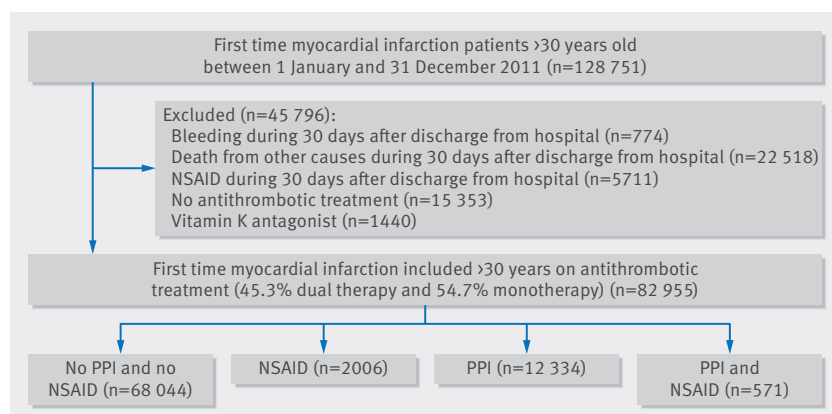 First time myocardial infarction patients >30 years old
between 1 January and 31 December 2011 (n=128 751)
Excluded (n=45 796):
Bleeding during 30 days after discharge from hospital (n=774)
Death from other causes during 30 days after discharge from hospital (n=22 518)
NSAID during 30 days after discharge from hospital (n=5711)
No antithrombotic treatment (n=15 353)
Vitamin K antagonist (n=1440)
First time myocardial infarction included >30 years on antithrombotic
treatment (45.3% dual therapy and 54.7% monotherapy) (n=82 955)
No PPI and no
NSAID (n=68 044)
NSAID (n=2006)
PPI (n=12 334)
PPI and
NSAID (n=571)